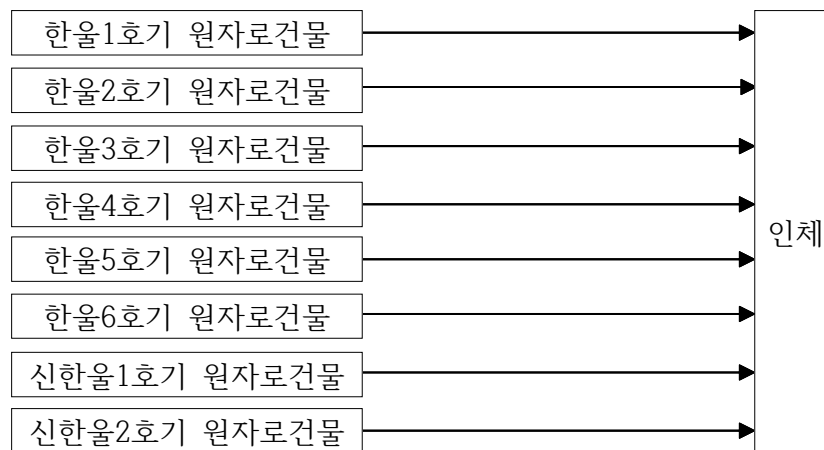 한울1호기 원자로건물
한울2호기 원자로건물
한울3호기 원자로건물
한울4호기 원자로건물
한울5호기 원자로건물
한울6호기 원자로건물
신한울1호기 원자로건물
신한울2호기 원자로건물
인체